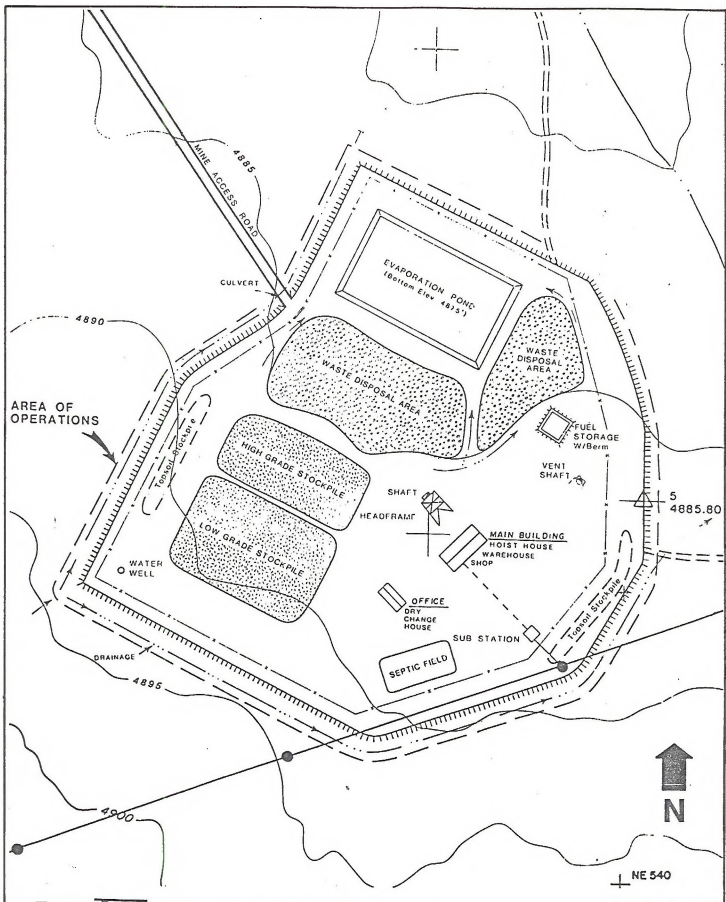 4885
MINE ACCESS ROAD
CULVERT
EVAPORATION POND
(Bottom Elev 4875')
4890
WASTE
DISPOSAL
AREA
WASTE DISPOSAL AREA
AREA OF
OPERATIONS
Topsoil Stockpile
FUEL
STORAGE
W/Berm
HIGH GRADE STOCKPILE
VENT
SHAFT
SHAFT
HEADFRAME
5
4885.80
LOW GRADE STOCKPILE
MAIN BUILDING
HOIST HOUSE
WAREHOUSE
SHOP
WATER
WELL
OFFICE
DRY
CHANGE
HOUSE
Topsoil Stockpile
SUB STATION
DRAINAGE
SEPTIC FIELD
4895
4900
N
NE 540